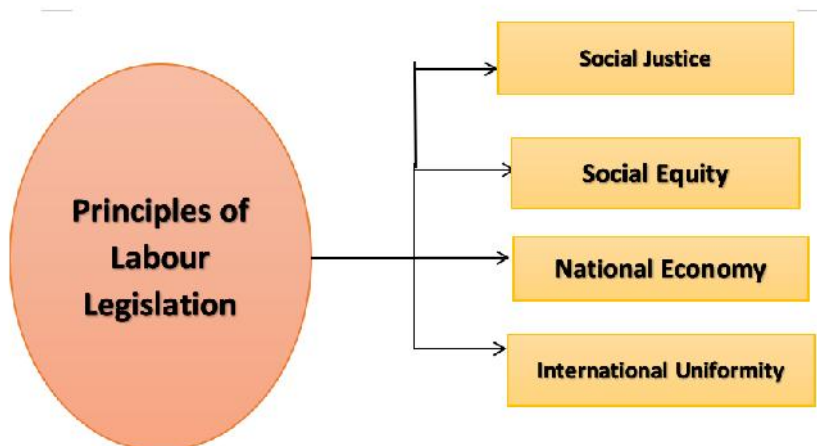 Principles of
Labour
Legislation
Social Justice
Social Equity
National Economy
International Uniformity